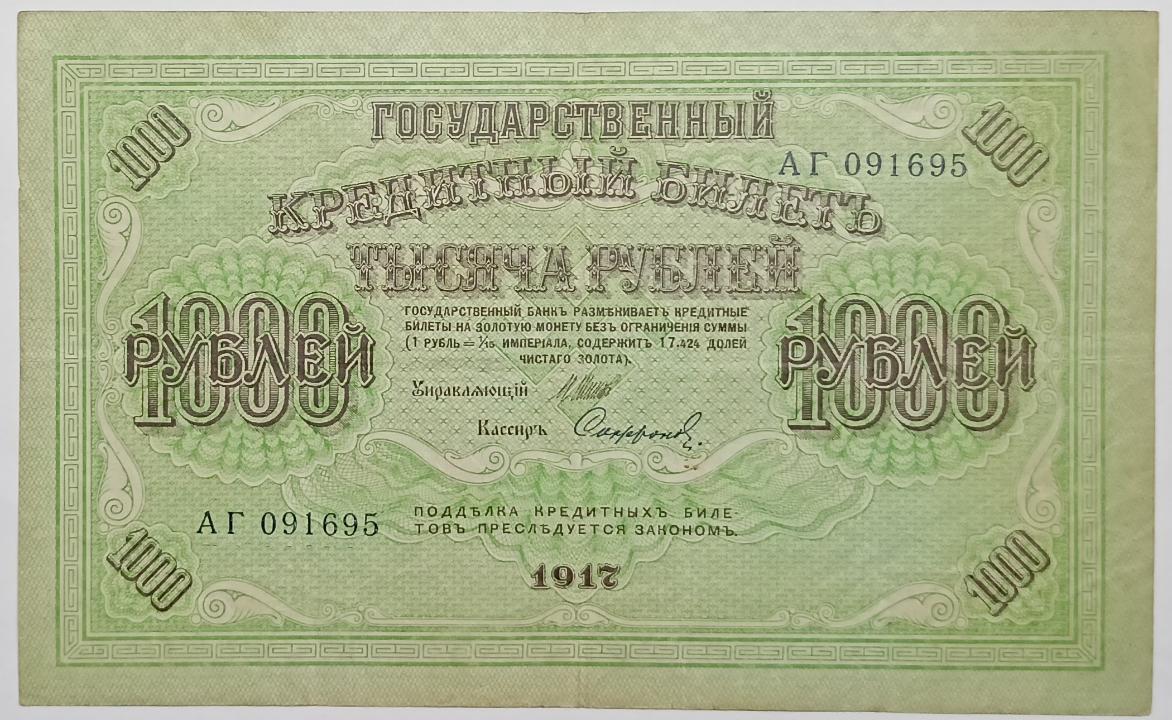 1000
ГОСУДАРСТВЕННЫЙ
1000
КРЕДИТНЫЙ БИЛЕТЪ
АГ 091695
ТЫСЯЧА РУБЛЕЙ
1000
РУБЛЕЙ
ГОСУДАРСТВЕННЫЙ БАНКЪ РАЗМѢНИВАЕТЪ КРЕДИТНЫЕ
БИЛЕТЫ НА ЗОЛОТУЮ МОНЕТУ БЕЗЪ ОГРАНИЧЕНІЯ СУММЫ
(1 РУБЛЬ = 1/15 ИМПЕРІАЛА, СОДЕРЖИТЪ 17.424 ДОЛЕЙ
ЧИСТАГО ЗОЛОТА).
1000
РУБЛЕЙ
Управляющій
Кассиръ Сафронов.
АГ 091695
ПОДДѢЛКА КРЕДИТНЫХЪ БИЛЕ-
ТОВЪ ПРЕСЛѢДУЕТСЯ ЗАКОНОМЪ.
1000
1917
1000